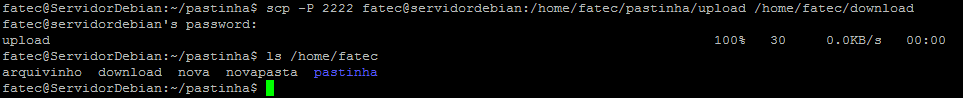 fatec@ServidorDebian:~/pastinha$ scp -P 2222 fatec@servidordebian:/home/fatec/pastinha/upload /home/fatec/download
fatec@servidordebian's password:
upload 100% 30 0.0KB/s 00:00
fatec@ServidorDebian:~/pastinha$ ls /home/fatec
arquivinho download nova novapasta pastinha
fatec@ServidorDebian:~/pastinha$